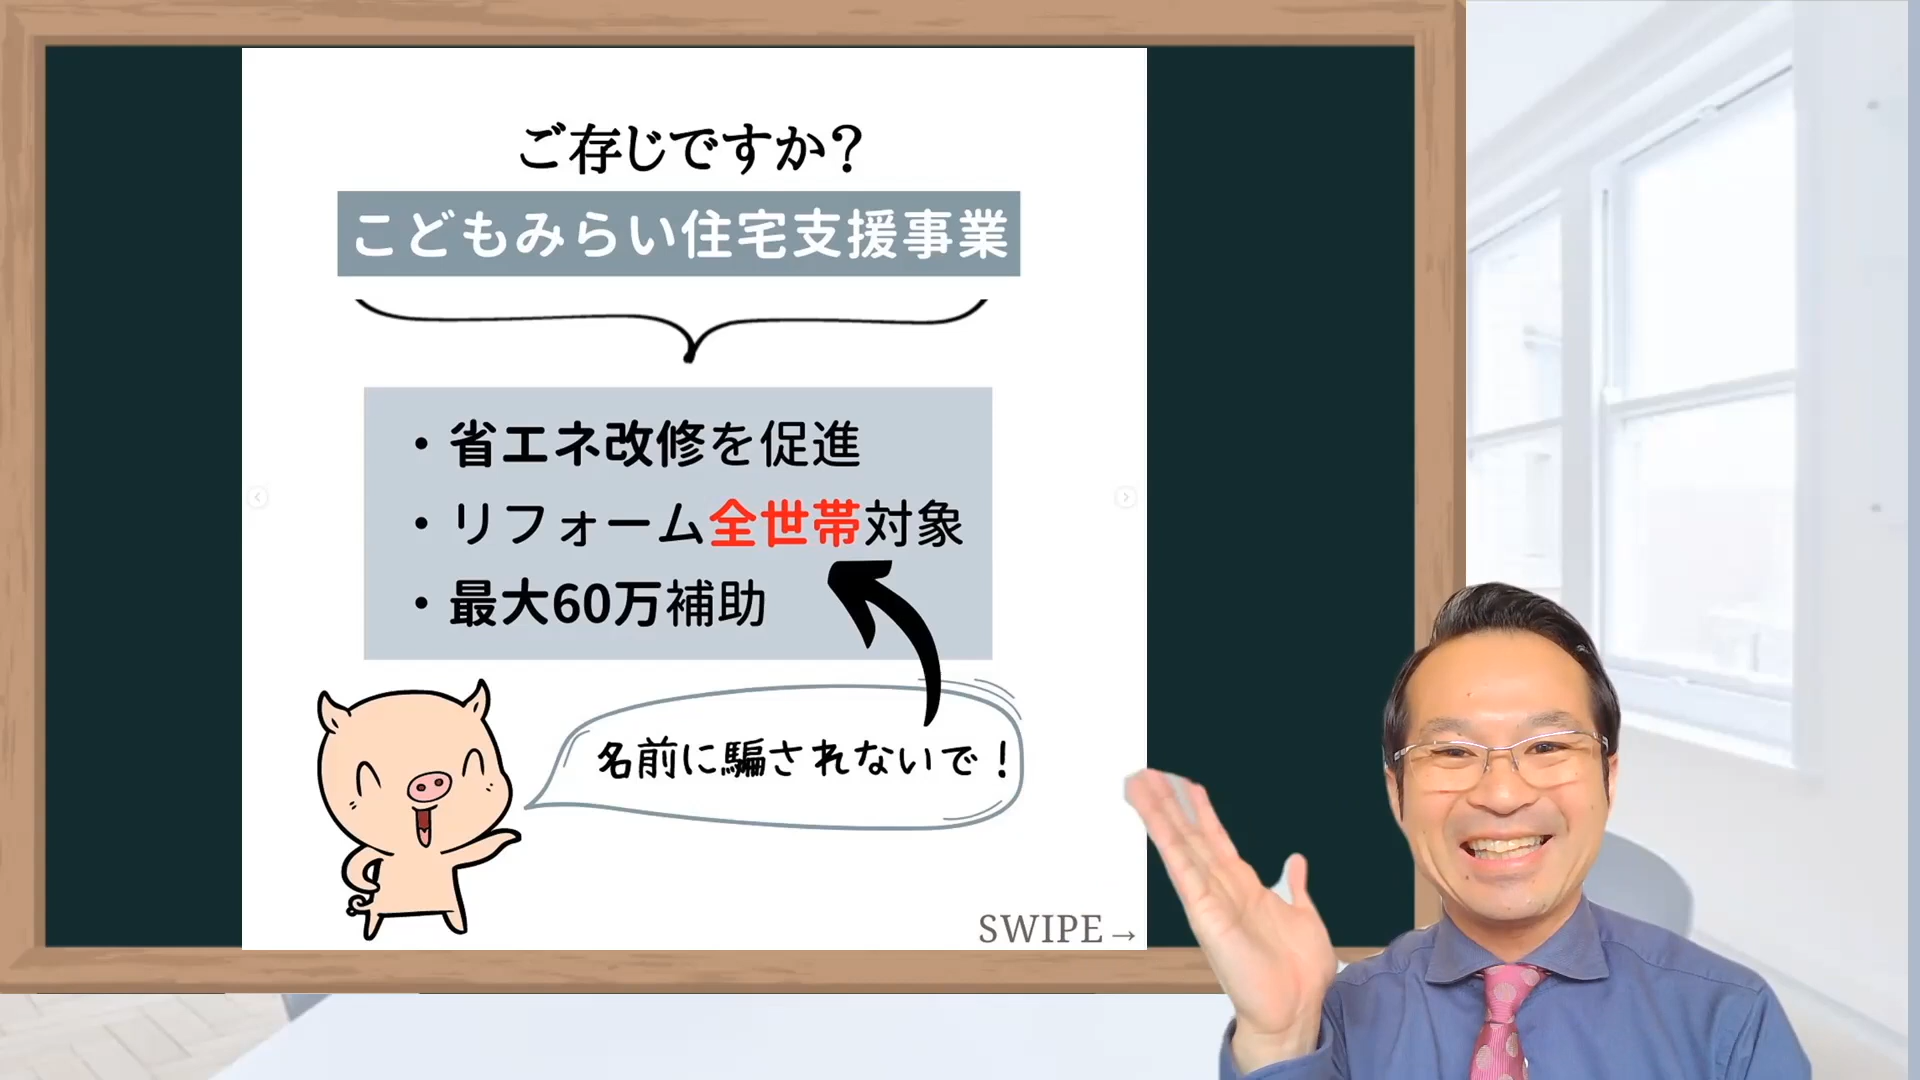 ご存じですか?
こどもみらい住宅支援事業
・省エネ改修を促進
・リフォーム全世帯対象
・最大60万補助
名前に騙されないで!
SWIPE→